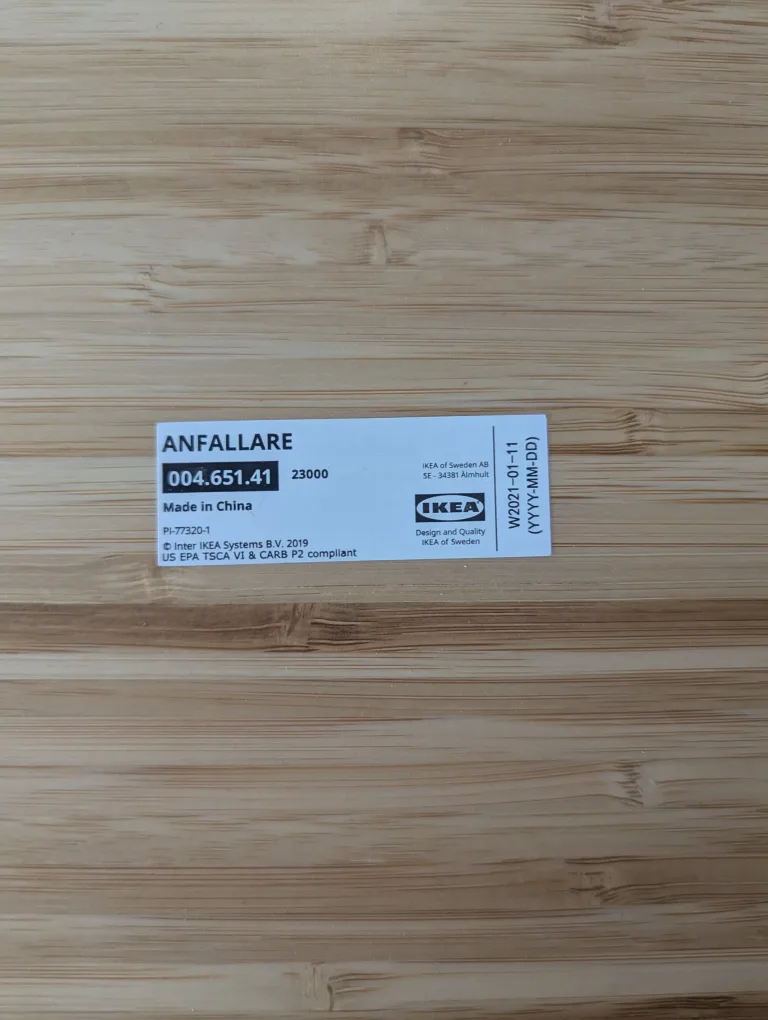 ANFALLARE
004.651.41 23000
Made in China
PI-77320-1
© Inter IKEA Systems B.V. 2019
US EPA TSCA VI & CARB P2 compliant
IKEA of Sweden AB
SE - 34381 Älmhult
IKEA
Design and Quality
IKEA of Sweden
W2021-01-11
(YYYY-MM-DD)